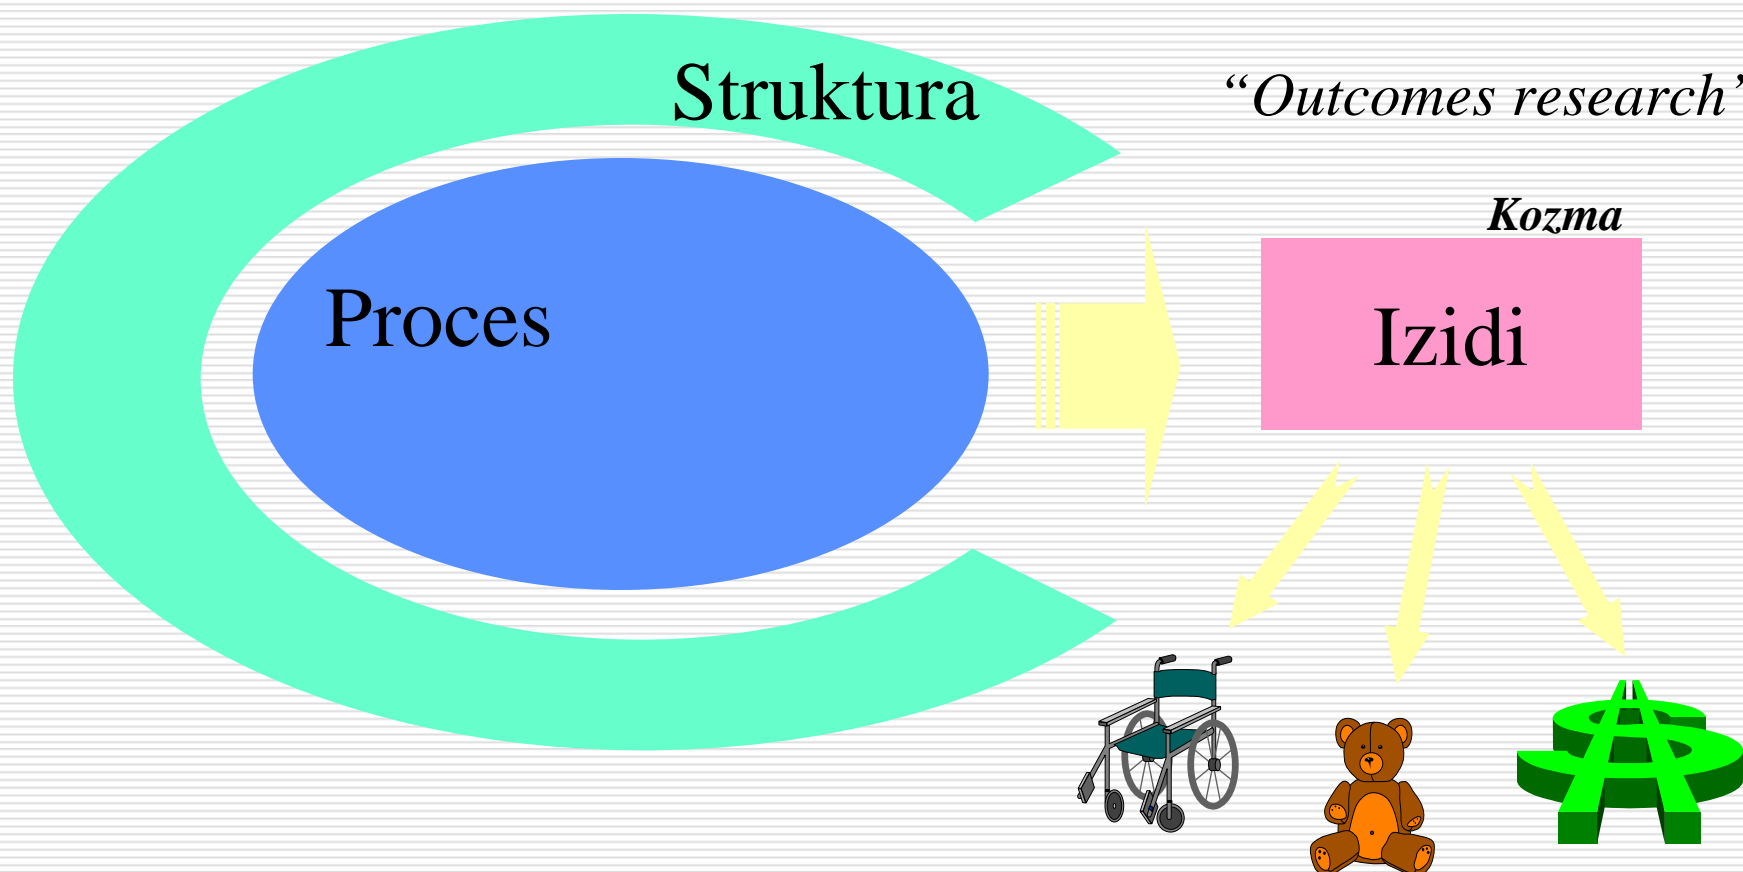 Struktura
“Outcomes research”
Kozma
Proces
Izidi